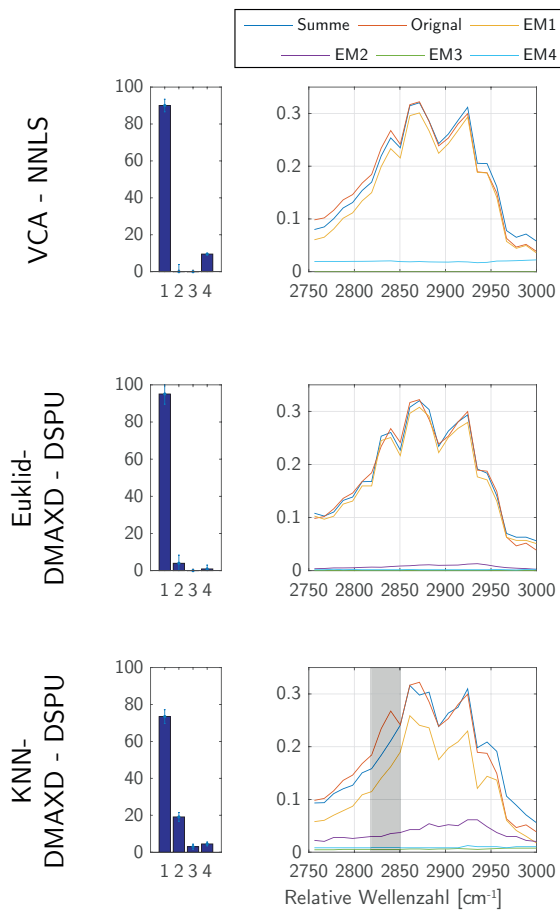 Summe Orignal EM1
EM2 EM3 EM4
VCA - NNLS
100
80
60
40
20
0
1 2 3 4
0.3
0.2
0.1
0
2750 2800 2850 2900 2950 3000
Euklid-
DMAXD - DSPU
100
80
60
40
20
0
1 2 3 4
0.3
0.2
0.1
0
2750 2800 2850 2900 2950 3000
KNN-
DMAXD - DSPU
100
80
60
40
20
0
1 2 3 4
0.3
0.2
0.1
0
2750 2800 2850 2900 2950 3000
Relative Wellenzahl [cm⁻¹]